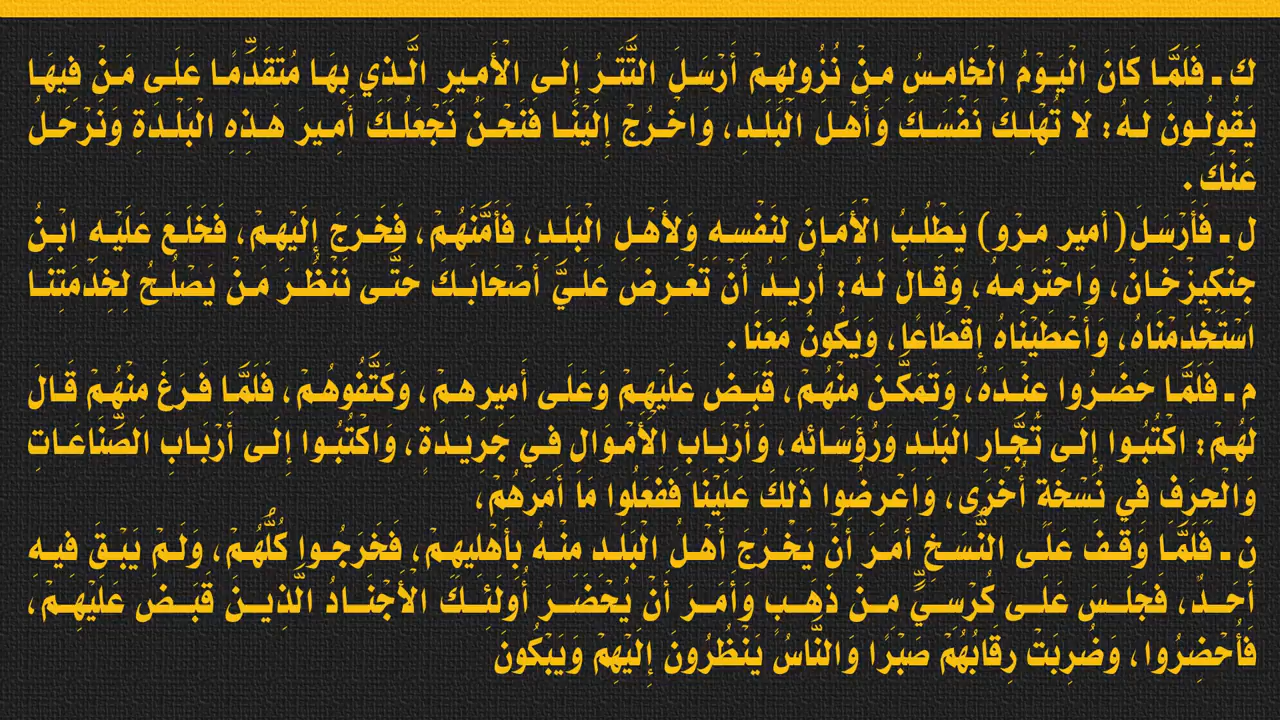 ك ـ فَلَمَّا كَانَ الْيَوْمُ الْخَامِسُ مِنْ نُزُولِهِمْ أَرْسَلَ التَّتَرُ إِلَى الْأَمِيرِ الَّذِي بِهَا مُتَقَدِّمًا عَلَى مَنْ فِيهَا
يَقُولُونَ لَهُ: لَا تُهْلِكْ نَفْسَكَ وَأَهْلَ الْبَلَدِ، وَاخْرُجْ إِلَيْنَا فَنَحْنُ نَجْعَلُكَ أَمِيرَ هَذِهِ الْبَلْدَةِ وَنَرْحَلُ
عَنْكَ.
ل ـ فَأَرْسَلَ (أمير مرْو) يَطْلُبُ الْأَمَانَ لِنَفْسِهِ وَلِأَهْلِ الْبَلَدِ، فَأَمَّنَهُمْ، فَخَرَجَ إِلَيْهِمْ، فَخَلَعَ عَلَيْهِ ابْنُ
جِنْكِيزْخَانْ، وَاحْتَرَمَهُ، وَقَالَ لَهُ: أُرِيدُ أَنْ تَعْرِضَ عَلَيَّ أَصْحَابَكَ حَتَّى نَنْظُرَ مَنْ يَصْلُحُ لِخِدْمَتِنَا
اسْتَخْدَمْنَاهُ، وَأَعْطَيْنَاهُ إِقْطَاعًا، وَيَكُونُ مَعَنَا.
م ـ فَلَمَّا حَضَرُوا عِنْدَهُ، وَتَمَكَّنَ مِنْهُمْ، قَبَضَ عَلَيْهِمْ وَعَلَى أَمِيرِهِمْ، وَكَتَّفُوهُمْ، فَلَمَّا فَرَغَ مِنْهُمْ قَالَ
لَهُمْ: اكْتُبُوا إِلَى تُجَّارِ الْبَلَدِ وَرُؤَسَائِهِ، وَأَرْبَابِ الْأَمْوَالِ فِي جَرِيدَةٍ، وَاكْتُبُوا إِلَى أَرْبَابِ الصِّنَاعَاتِ
وَالْحِرَفِ فِي نُسْخَةٍ أُخْرَى، وَاعْرِضُوا ذَلِكَ عَلَيْنَا فَفَعَلُوا مَا أَمَرَهُمْ،
ن ـ فَلَمَّا وَقَفَ عَلَى النُّسَخِ أَمَرَ أَنْ يَخْرُجَ أَهْلُ الْبَلَدِ مِنْهُ بِأَهْلِيهِمْ، فَخَرَجُوا كُلُّهُمْ، وَلَمْ يَبْقَ فِيهِ
أَحَدٌ، فَجَلَسَ عَلَى كُرْسِيٍّ مِنْ ذَهَبٍ وَأَمَرَ أَنْ يُحْضَرَ أُولَئِكَ الْأَجْنَادُ الَّذِينَ قَبَضَ عَلَيْهِمْ،
فَأُحْضِرُوا، وَضُرِبَتْ رِقَابُهُمْ صَبْرًا وَالنَّاسُ يَنْظُرُونَ إِلَيْهِمْ وَيَبْكُونَ